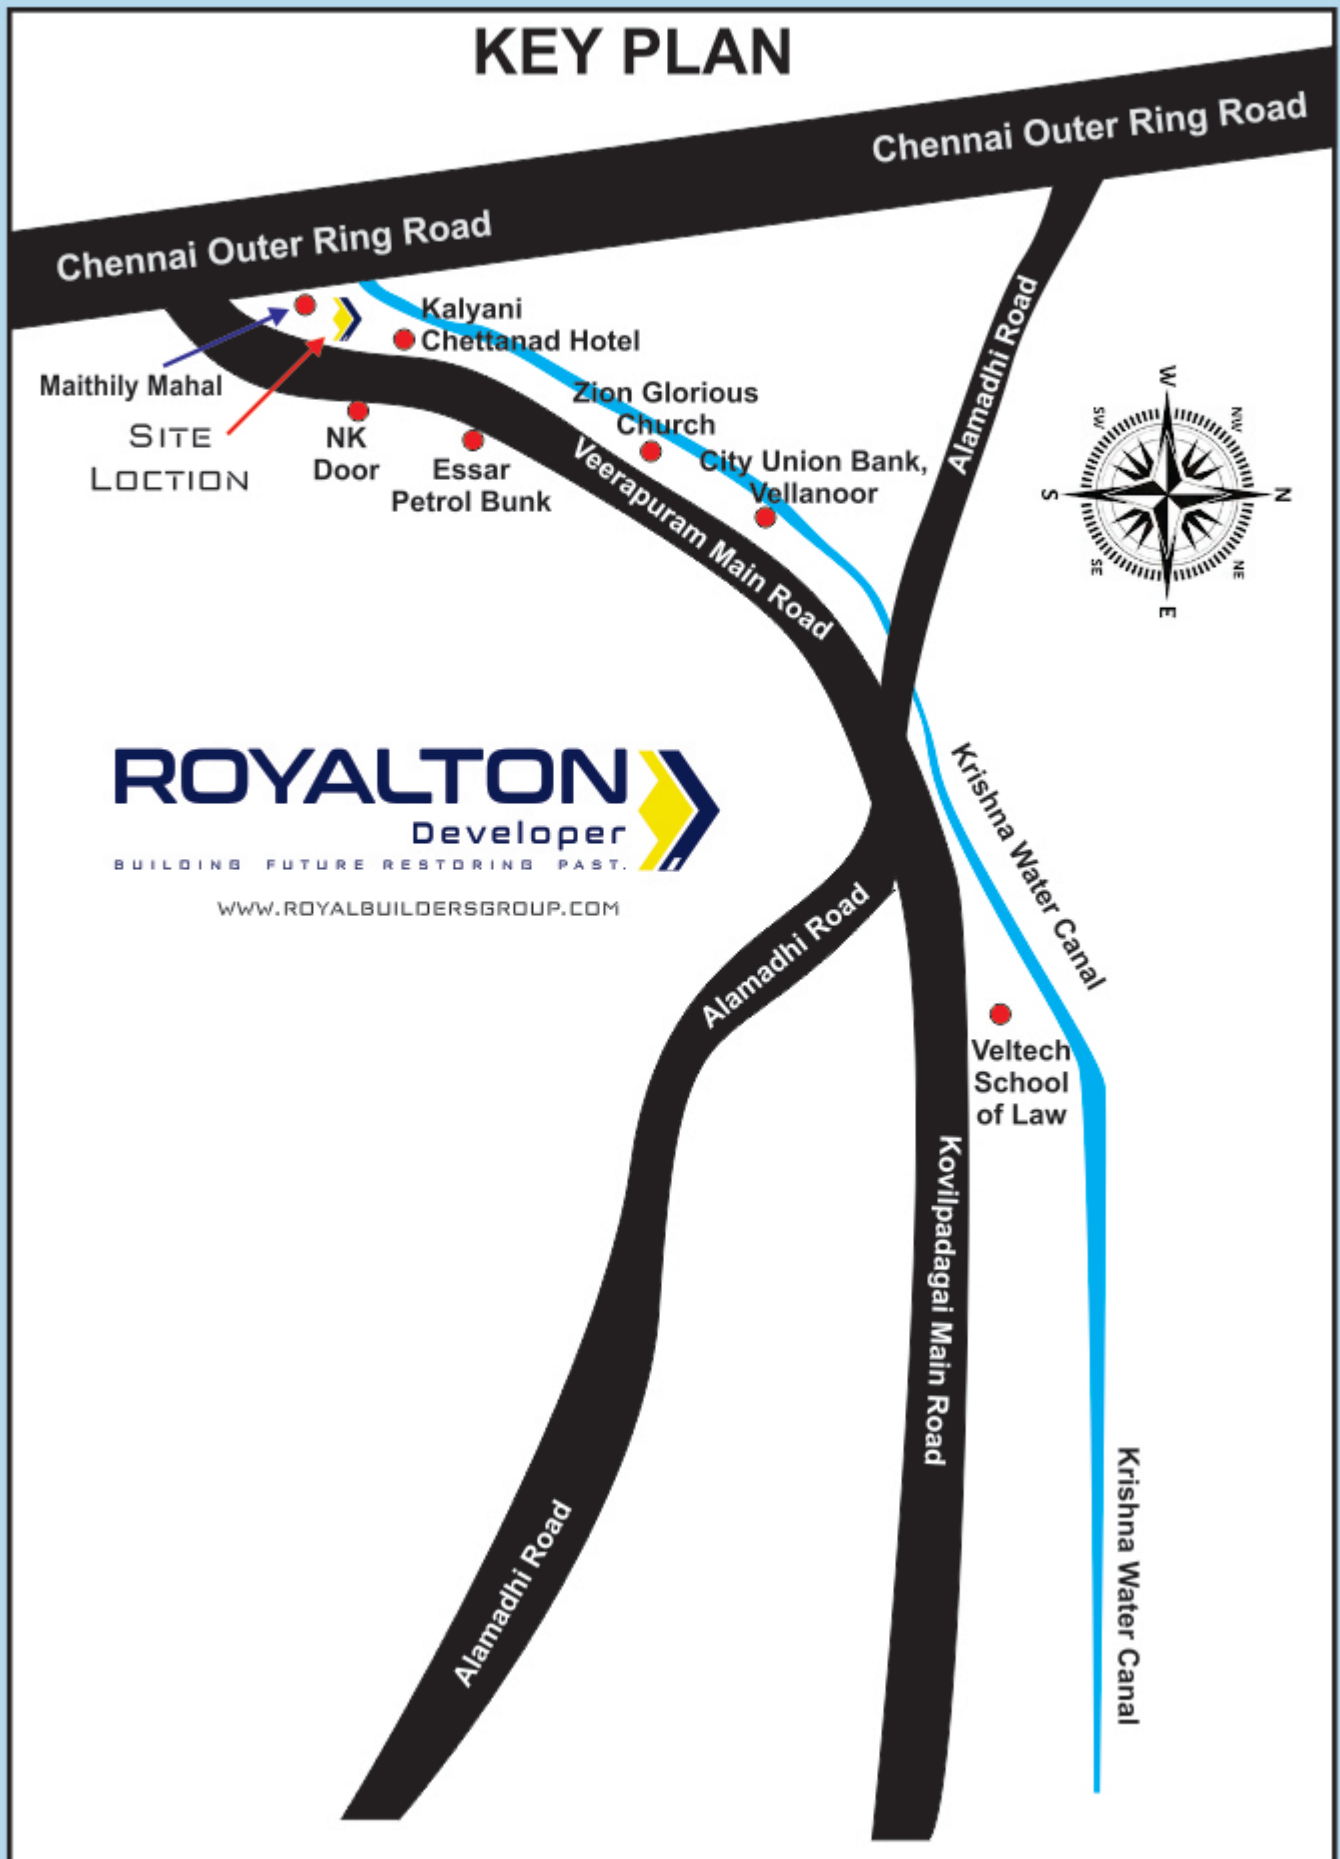 KEY PLAN
Chennai Outer Ring Road
Chennai Outer Ring Road
Kalyani
Chettanad Hotel
Maithily Mahal
SITE
LOCTION
NK
Door
Essar
Petrol Bunk
Zion Glorious
Church
City Union Bank,
Vellanoor
Veerapuram Main Road
Alamadhi Road
W
NW
N
NE
E
SE
S
SW
ROYALTON
Developer
BUILDING FUTURE RESTORING PAST.
WWW.ROYALBUILDERSGROUP.COM
Krishna Water Canal
Alamadhi Road
Veltech
School
of Law
Kovilpadagai Main Road
Alamadhi Road
Krishna Water Canal